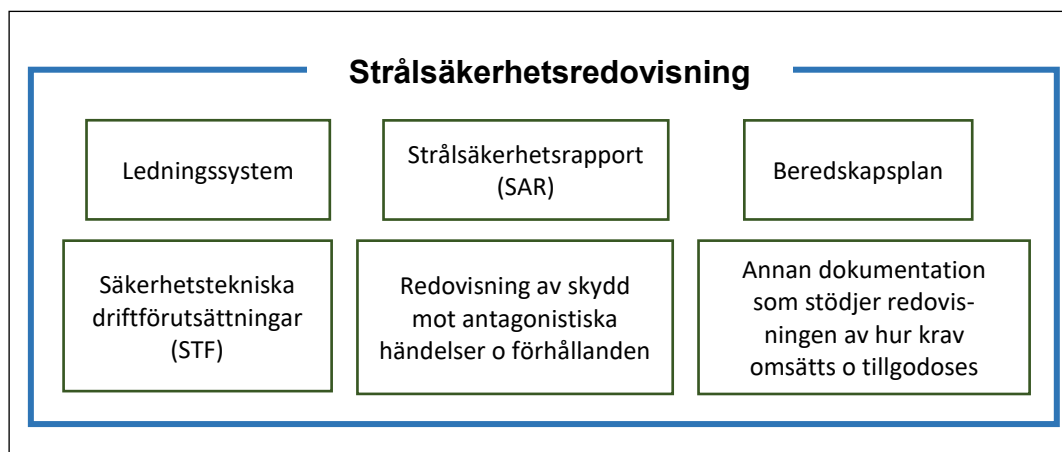 Strålsäkerhetsredovisning
Ledningssystem
Strålsäkerhetsrapport
(SAR)
Beredskapsplan
Säkerhetstekniska
driftförutsättningar
(STF)
Redovisning av skydd
mot antagonistiska
händelser o förhållanden
Annan dokumentation
som stödjer redovis-
ningen av hur krav
omsätts o tillgodoses